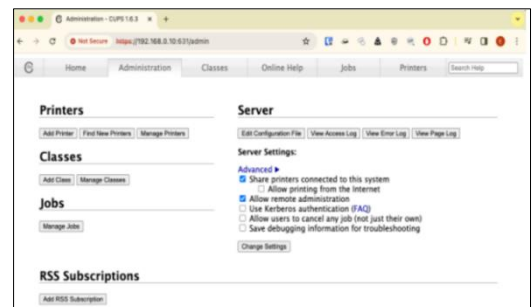 Administration - CUPS 1.6.3
Not Secure https://192.168.0.10:631/admin
Home Administration Classes Online Help Jobs Printers Search Help
Printers
Add Printer Find New Printers Manage Printers
Classes
Add Class Manage Classes
Jobs
Manage Jobs
Server
Edit Configuration File View Access Log View Error Log View Page Log
Server Settings:
Advanced ▶
Share printers connected to this system
Allow printing from the Internet
Allow remote administration
Use Kerberos authentication (FAQ)
Allow users to cancel any job (not just their own)
Save debugging information for troubleshooting
Change Settings
RSS Subscriptions
Add RSS Subscription